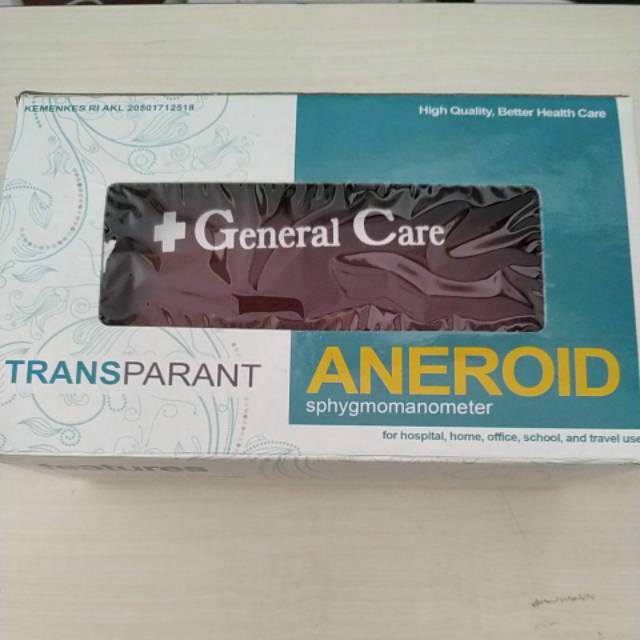 KEMENKES RI AKL 20501712518
High Quality, Better Health Care
General Care
TRANSPARANT
ANEROID
sphygmomanometer
for hospital, home, office, school, and travel use
features